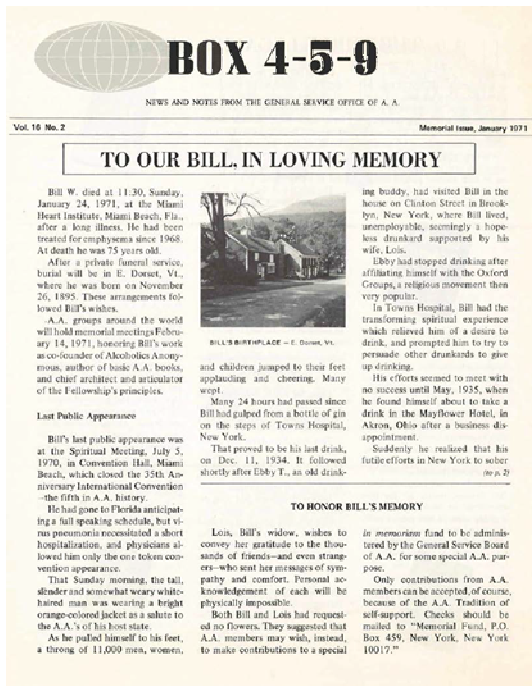 BOX 4-5-9
NEWS AND NOTES FROM THE GENERAL SERVICE OFFICE OF A. A.
Vol. 16 No. 2
Memorial Issue, January 1971
TO OUR BILL, IN LOVING MEMORY
Bill W. died at 11:30, Sunday,
January 24, 1971, at the Miami
Heart Institute, Miami Beach, Fla.,
after a long illness. He had been
treated for emphysema since 1968.
At death he was 75 years old.
After a private funeral service,
burial will be in E. Dorset, Vt.,
where he was born on November
26, 1895. These arrangements fol-
lowed Bill's wishes.
A.A. groups around the world
will hold memorial meetings Febru-
ary 14, 1971, honoring Bill's work
as co-founder of Alcoholics Anony-
mous, author of basic A.A. books,
and chief architect and articulator
of the Fellowship's principles.
Last Public Appearance
Bill's last public appearance was
at the Spiritual Meeting, July 5,
1970, in Convention Hall, Miami
Beach, which closed the 35th An-
niversary International Convention
—the fifth in A.A. history.
He had gone to Florida anticipat-
ing a full speaking schedule, but vi-
rus pneumonia necessitated a short
hospitalization, and physicians al-
lowed him only the one token con-
vention appearance.
That Sunday morning, the tall,
slender and somewhat weary white-
haired man was wearing a bright
orange-colored jacket as a salute to
the A.A.'s of his host state.
As he pulled himself to his feet,
a throng of 11,000 men, women,
BILL'S BIRTHPLACE — E. Dorset, Vt.
and children jumped to their feet
applauding and cheering. Many
wept.
Many 24 hours had passed since
Bill had gulped from a bottle of gin
on the steps of Towns Hospital,
New York.
That proved to be his last drink,
on Dec. 11, 1934. It followed
shortly after Ebby T., an old drink-
ing buddy, had visited Bill in the
house on Clinton Street in Brook-
lyn, New York, where Bill lived,
unemployable, seemingly a hope-
less drunkard supported by his
wife, Lois.
Ebby had stopped drinking after
affiliating himself with the Oxford
Groups, a religious movement then
very popular.
In Towns Hospital, Bill had the
transforming spiritual experience
which relieved him of a desire to
drink, and prompted him to try to
persuade other drunkards to give
up drinking.
His efforts seemed to meet with
no success until May, 1935, when
he found himself about to take a
drink in the Mayflower Hotel, in
Akron, Ohio after a business dis-
appointment.
Suddenly he realized that his
futile efforts in New York to sober
(to p. 2)
TO HONOR BILL'S MEMORY
Lois, Bill's widow, wishes to
convey her gratitude to the thou-
sands of friends—and even strang-
ers—who sent her messages of sym-
pathy and comfort. Personal ac-
knowledgement of each will be
physically impossible.
Both Bill and Lois had request-
ed no flowers. They suggested that
A.A. members may wish, instead,
to make contributions to a special
in memoriam fund to be adminis-
tered by the General Service Board
of A.A. for some special A.A. pur-
pose.
Only contributions from A.A.
members can be accepted, of course,
because of the A.A. Tradition of
self-support. Checks should be
mailed to "Memorial Fund, P.O.
Box 459, New York, New York
10017."